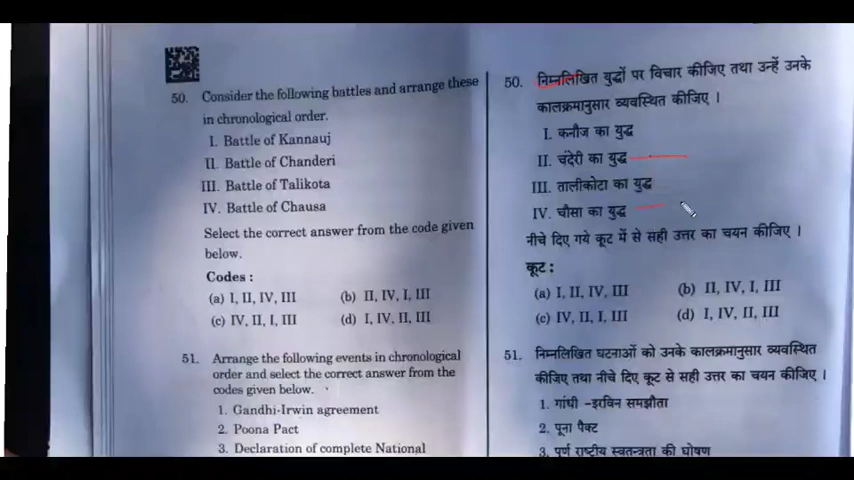 50. Consider the following battles and arrange these
in chronological order.
I. Battle of Kannauj
II. Battle of Chanderi
III. Battle of Talikota
IV. Battle of Chausa
Select the correct answer from the code given
below.
Codes :
(a) I, II, IV, III (b) II, IV, I, III
(c) IV, II, I, III (d) I, IV, II, III
51. Arrange the following events in chronological
order and select the correct answer from the
codes given below.
1. Gandhi-Irwin agreement
2. Poona Pact
3. Declaration of complete National
50. निम्नलिखित युद्धों पर विचार कीजिए तथा उन्हें उनके
कालक्रमानुसार व्यवस्थित कीजिए ।
I. कनौज का युद्ध
II. चंदेरी का युद्ध
III. तालीकोटा का युद्ध
IV. चौसा का युद्ध
नीचे दिए गये कूट में से सही उत्तर का चयन कीजिए ।
कूट :
(a) I, II, IV, III (b) II, IV, I, III
(c) IV, II, I, III (d) I, IV, II, III
51. निम्नलिखित घटनाओं को उनके कालक्रमानुसार व्यवस्थित
कीजिए तथा नीचे दिए कूट से सही उत्तर का चयन कीजिए ।
1. गांधी -इरविन समझौता
2. पूना पैक्ट
3. पूर्ण राष्ट्रीय स्वतन्त्रता की घोषण